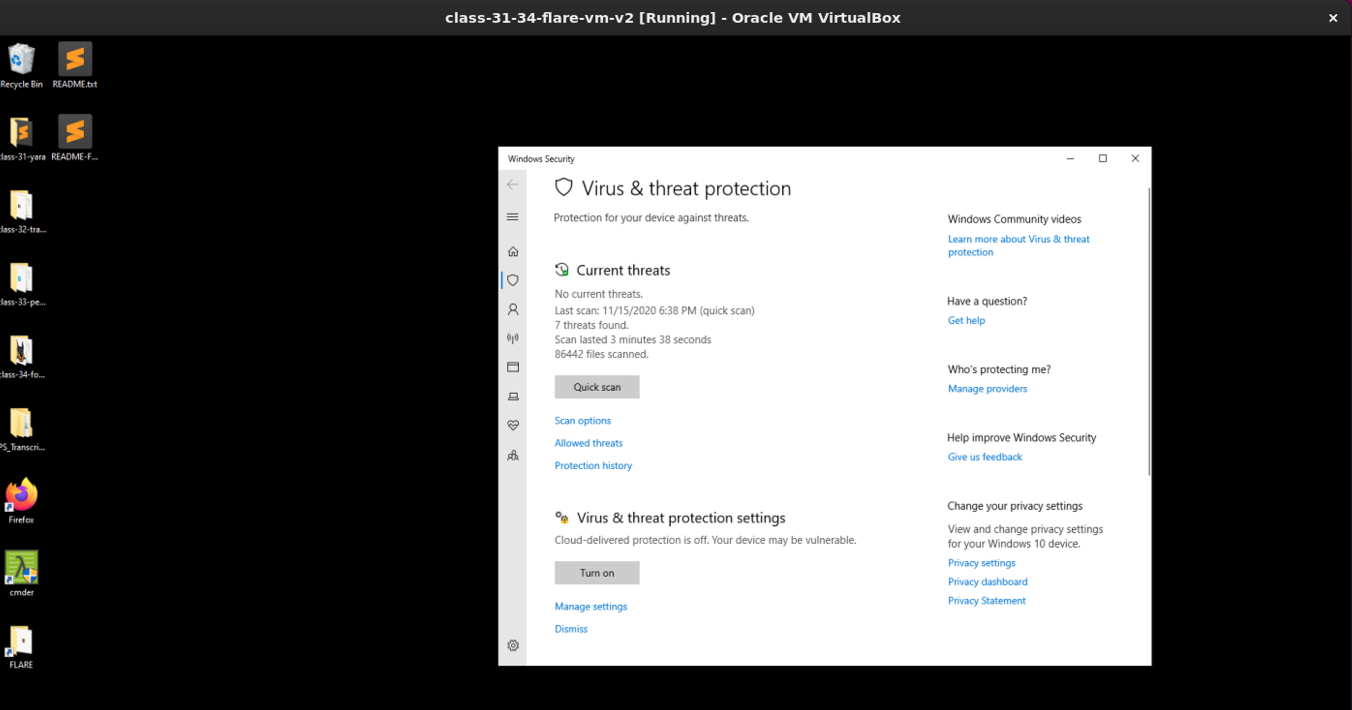 class-31-34-flare-vm-v2 [Running] - Oracle VM VirtualBox
Recycle Bin
README.txt
class-31-yara
README-F...
class-32-tra...
class-33-pe...
class-34-fo...
PS_Transcri...
Firefox
cmder
FLARE
Windows Security
Virus & threat protection
Protection for your device against threats.
Current threats
No current threats.
Last scan: 11/15/2020 6:38 PM (quick scan)
7 threats found.
Scan lasted 3 minutes 38 seconds
86442 files scanned.
Quick scan
Scan options
Allowed threats
Protection history
Virus & threat protection settings
Cloud-delivered protection is off. Your device may be vulnerable.
Turn on
Manage settings
Dismiss
Windows Community videos
Learn more about Virus & threat
protection
Have a question?
Get help
Who's protecting me?
Manage providers
Help improve Windows Security
Give us feedback
Change your privacy settings
View and change privacy settings
for your Windows 10 device.
Privacy settings
Privacy dashboard
Privacy Statement